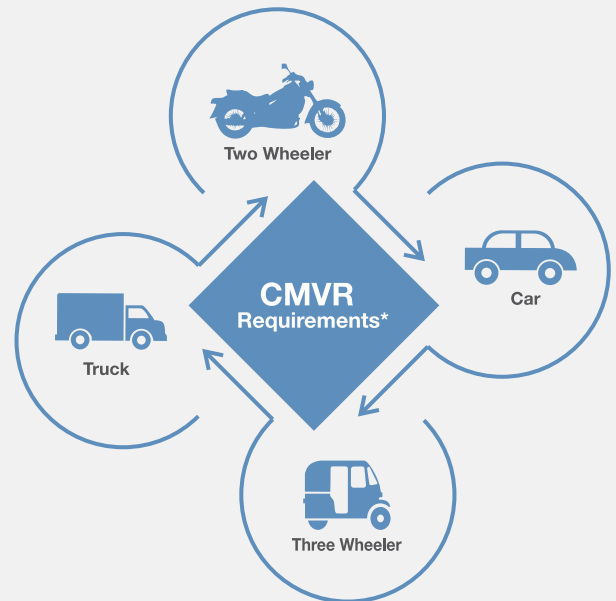 Two Wheeler
Car
CMVR
Requirements*
Truck
Three Wheeler